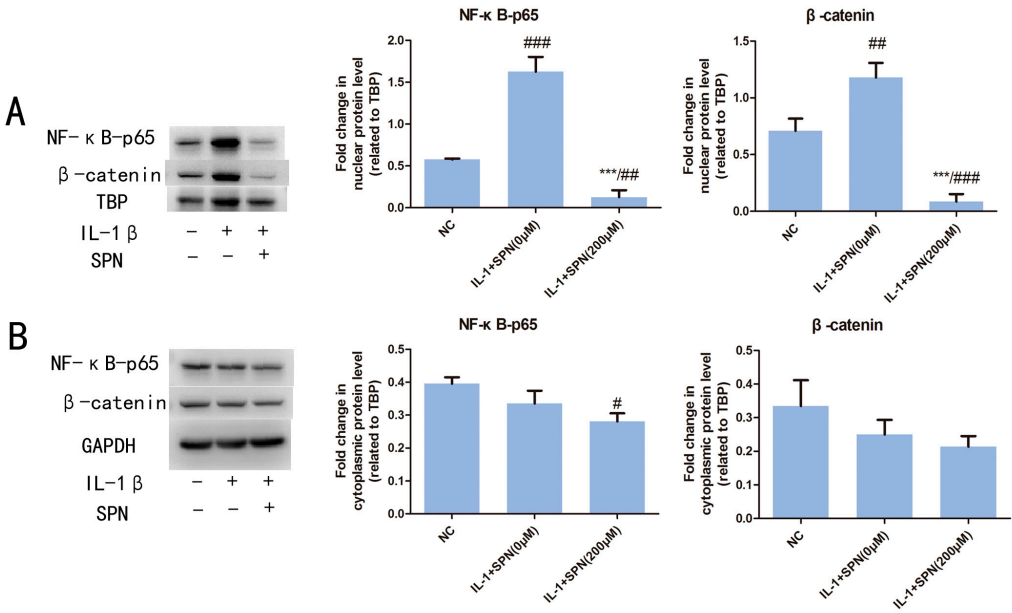 A
NF-κB-p65
β-catenin
TBP
IL-1β
− + +
SPN
− − +
NF-κ B-p65
Fold change in
nuclear protein level
(related to TBP)
2.0
1.5
1.0
0.5
0.0
###
***/##
NC
IL-1+SPN(0μM)
IL-1+SPN(200μM)
β-catenin
Fold change in
nuclear protein level
(related to TBP)
1.5
1.0
0.5
0.0
##
***/###
NC
IL-1+SPN(0μM)
IL-1+SPN(200μM)
B
NF-κB-p65
β-catenin
GAPDH
IL-1β
− + +
SPN
− − +
NF-κ B-p65
Fold change in
cytoplasmic protein level
(related to TBP)
0.5
0.4
0.3
0.2
0.1
0.0
#
NC
IL-1+SPN(0μM)
IL-1+SPN(200μM)
β-catenin
Fold change in
cytoplasmic protein level
(related to TBP)
0.5
0.4
0.3
0.2
0.1
0.0
NC
IL-1+SPN(0μM)
IL-1+SPN(200μM)